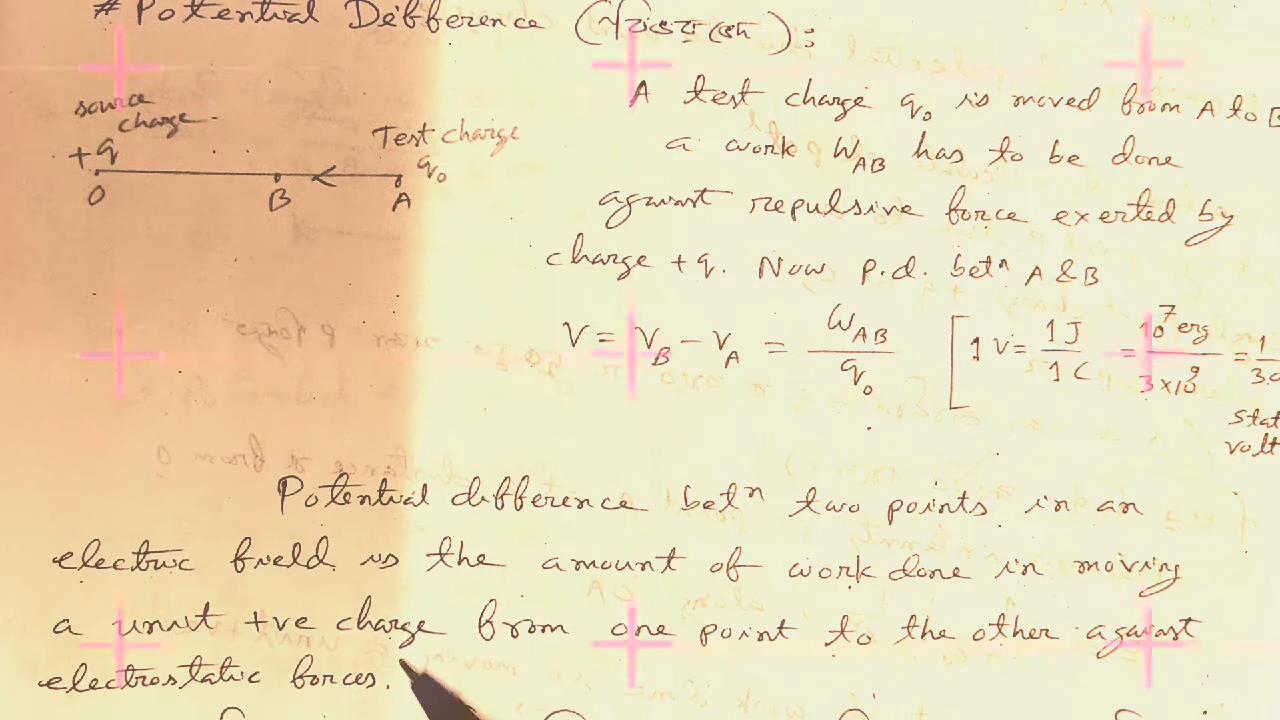 # Potential Difference (বিভবভেদ):
source
charge.
+q
Test charge
q₀
O B A
A test charge q₀ is moved from A to B
a work W_AB has to be done
against repulsive force exerted by
charge +q. Now p.d. betⁿ A & B
V = V_B - V_A = W_AB / q₀ [1 V = 1 J / 1 C = 10⁷ erg / 3×10⁹ = 1
stat
volt
Potential difference betⁿ two points in an
electric field is the amount of work done in moving
a unit +ve charge from one point to the other against
electrostatic forces.